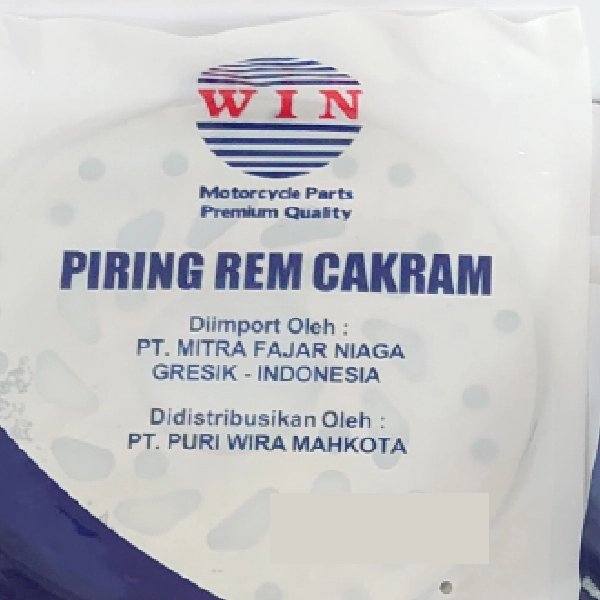 WIN
Motorcycle Parts
Premium Quality
PIRING REM CAKRAM
Diimport Oleh :
PT. MITRA FAJAR NIAGA
GRESIK - INDONESIA
Didistribusikan Oleh :
PT. PURI WIRA MAHKOTA